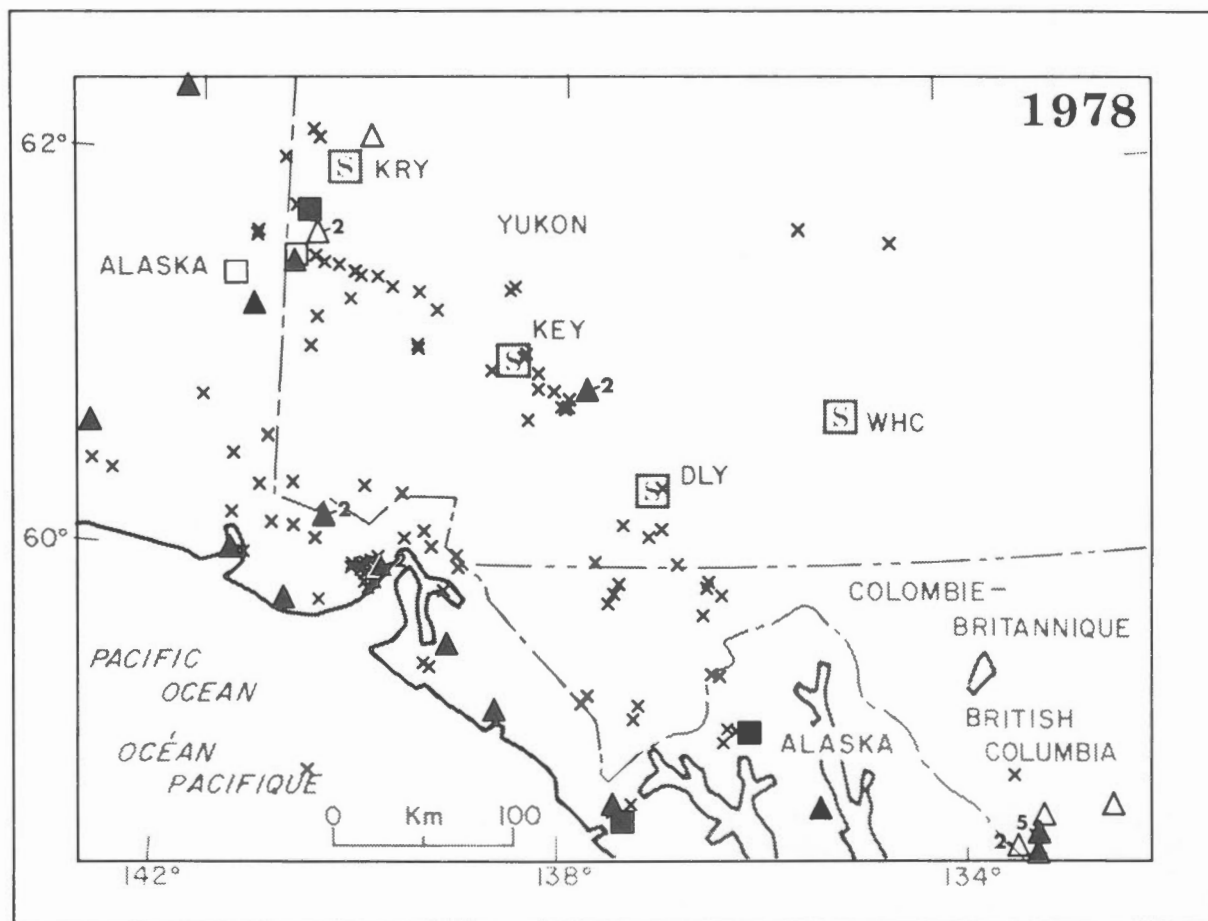 1978
62°
S KRY
2
YUKON
ALASKA
KEY
S
2
S WHC
DLY
S
2
60°
2
COLOMBIE-
BRITANNIQUE
PACIFIC
OCEAN
BRITISH
COLUMBIA
ALASKA
OCÉAN
PACIFIQUE
0 Km 100
5
2
142°
138°
134°